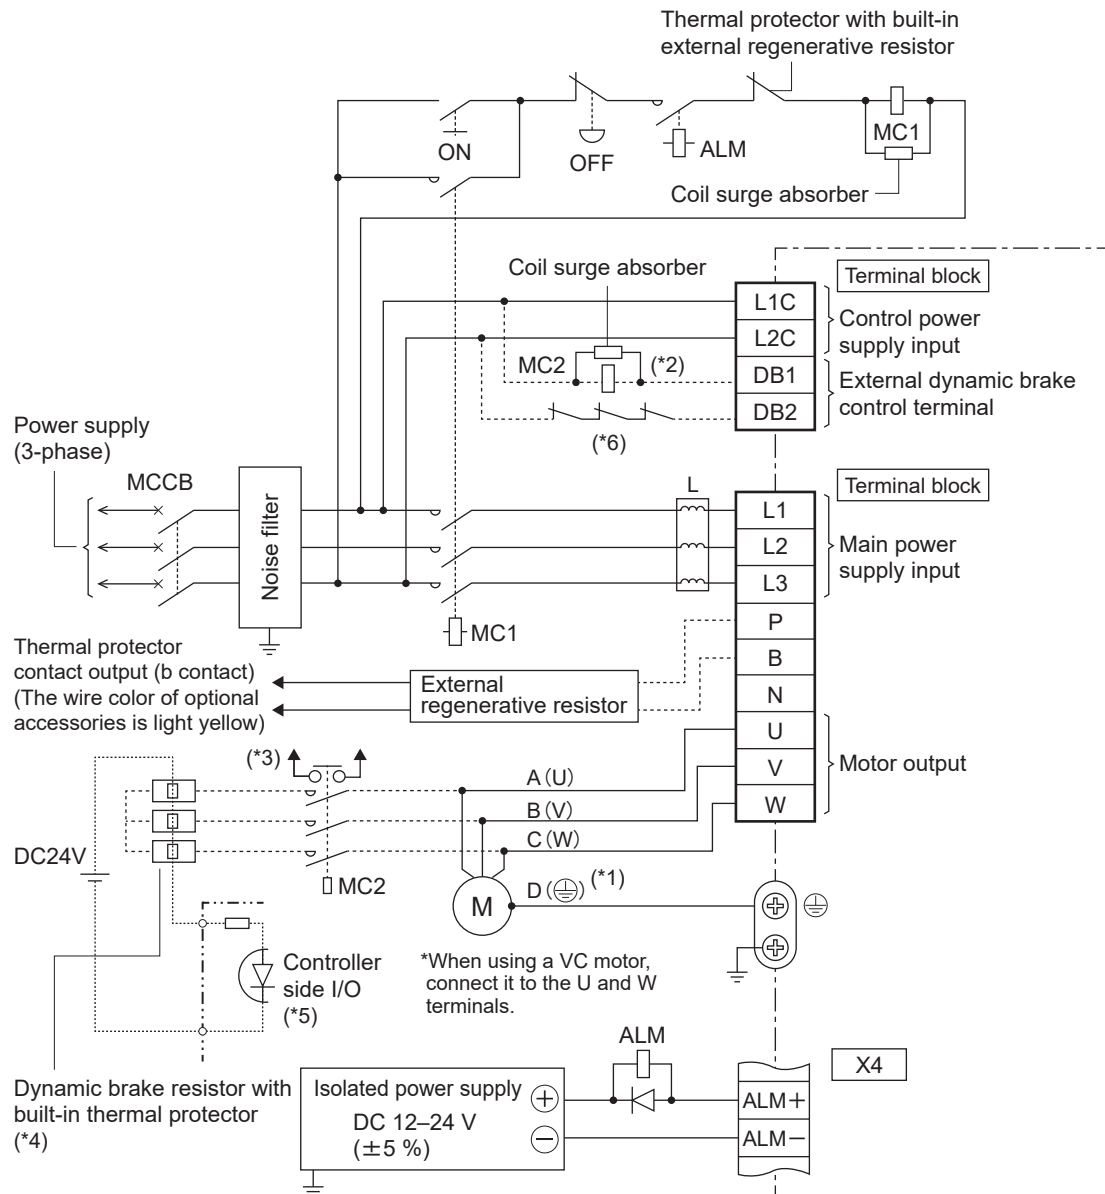 Thermal protector with built-in
external regenerative resistor
ON
OFF
ALM
MC1
Coil surge absorber
Coil surge absorber
Terminal block
L1C
L2C
Control power
supply input
MC2
(*2)
DB1
DB2
External dynamic brake
control terminal
(*6)
Power supply
(3-phase)
MCCB
Noise filter
L
Terminal block
L1
L2
L3
Main power
supply input
MC1
P
B
N
Thermal protector
contact output (b contact)
(The wire color of optional
accessories is light yellow)
External
regenerative resistor
U
V
W
Motor output
(*3)
A (U)
B (V)
C (W)
DC24V
MC2
M
D (⏚) (*1)
Controller
side I/O
(*5)
*When using a VC motor,
connect it to the U and W
terminals.
Dynamic brake resistor with
built-in thermal protector
(*4)
Isolated power supply
DC 12–24 V
(±5 %)
+
−
ALM
X4
ALM+
ALM−